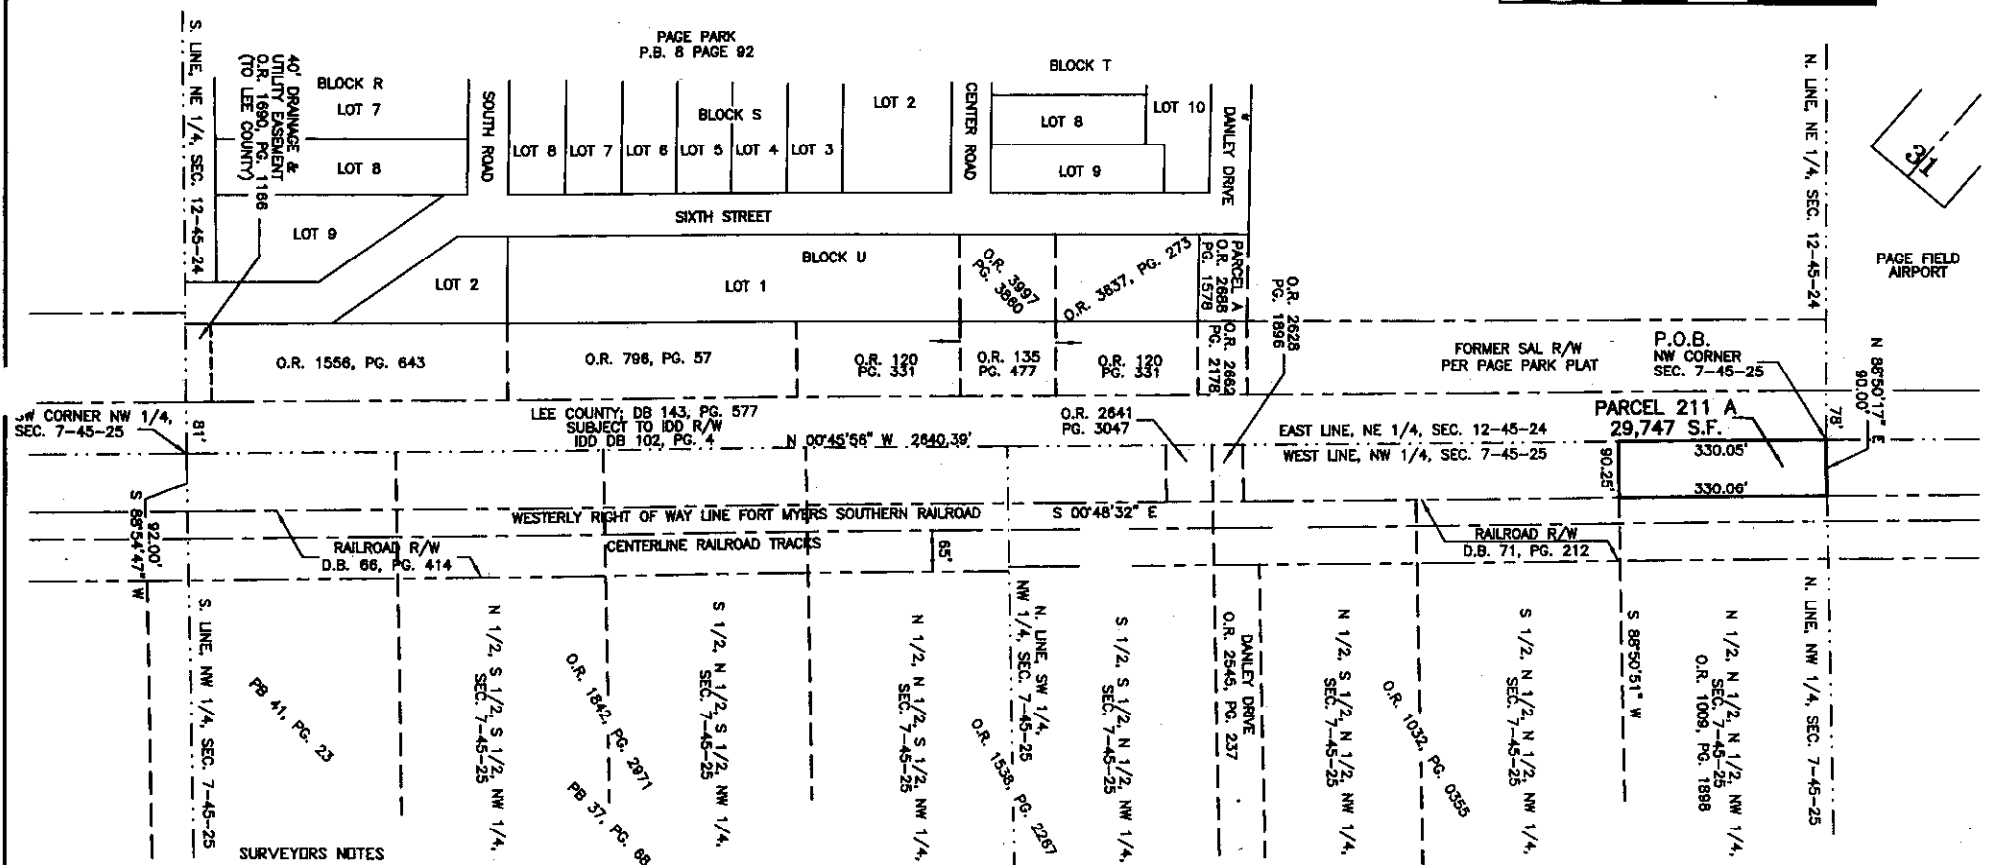 PAGE PARK
P.B. 8 PAGE 92
S. LINE, NE 1/4, SEC. 12-45-24
40' DRAINAGE &
UTILITY EASEMENT
O.R. 1690, PG. 1166
(TO LEE COUNTY)
BLOCK R
LOT 7
LOT 8
LOT 9
SOUTH ROAD
LOT 8
LOT 7
LOT 6
BLOCK S
LOT 5
LOT 4
LOT 3
LOT 2
CENTER ROAD
BLOCK T
LOT 8
LOT 9
LOT 10
DANLEY DRIVE
N. LINE, NE 1/4, SEC. 12-45-24
31
PAGE FIELD
AIRPORT
SIXTH STREET
LOT 2
BLOCK U
LOT 1
O.R. 3997
PG. 3860
O.R. 3837, PG. 273
PARCEL A
O.R. 2688
PG. 1578
O.R. 2662
PG. 2178
O.R. 2628
PG. 1896
O.R. 1556, PG. 643
O.R. 796, PG. 57
O.R. 120
PG. 331
O.R. 135
PG. 477
O.R. 120
PG. 331
FORMER SAL R/W
PER PAGE PARK PLAT
P.O.B.
NW CORNER
SEC. 7-45-25
N 88°50'17" E
90.00'
78'
SW CORNER NW 1/4,
SEC. 7-45-25
81'
LEE COUNTY; DB 143, PG. 577
SUBJECT TO IDD R/W
IDD DB 102, PG. 4
N 00°45'56" W 2640.39'
O.R. 2641
PG. 3047
EAST LINE, NE 1/4, SEC. 12-45-24
WEST LINE, NW 1/4, SEC. 7-45-25
PARCEL 211 A
29,747 S.F.
90.25'
330.05'
330.06'
S 88°54'47" W
92.00'
WESTERLY RIGHT OF WAY LINE FORT MYERS SOUTHERN RAILROAD
S 00°48'32" E
RAILROAD R/W
D.B. 66, PG. 414
CENTERLINE RAILROAD TRACKS
65'
RAILROAD R/W
D.B. 71, PG. 212
S. LINE, NW 1/4, SEC. 7-45-25
PB 41, PG. 23
N 1/2, S 1/2, S 1/2, NW 1/4,
SEC. 7-45-25
O.R. 1842, PG. 2971
PB 37, PG. 68
S 1/2, N 1/2, S 1/2, NW 1/4,
SEC. 7-45-25
N 1/2, N 1/2, S 1/2, NW 1/4,
SEC. 7-45-25
N. LINE, SW 1/4,
NW 1/4, SEC. 7-45-25
O.R. 1538, PG. 2267
S 1/2, S 1/2, N 1/2, NW 1/4,
SEC. 7-45-25
DANLEY DRIVE
O.R. 2545, PG. 237
N 1/2, S 1/2, N 1/2, NW 1/4,
SEC. 7-45-25
O.R. 1032, PG. 0355
S 1/2, N 1/2, N 1/2, NW 1/4,
SEC. 7-45-25
S 88°50'51" W
N 1/2, N 1/2, N 1/2, NW 1/4,
SEC. 7-45-25
O.R. 1009, PG. 1898
N. LINE, NW 1/4, SEC. 7-45-25
SURVEYORS NOTES